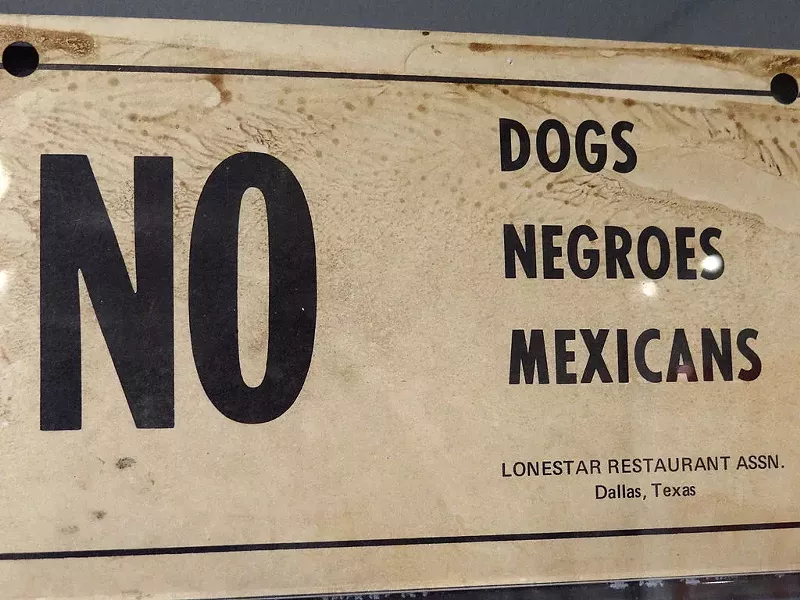 NO
DOGS
NEGROES
MEXICANS
LONESTAR RESTAURANT ASSN.
Dallas, Texas